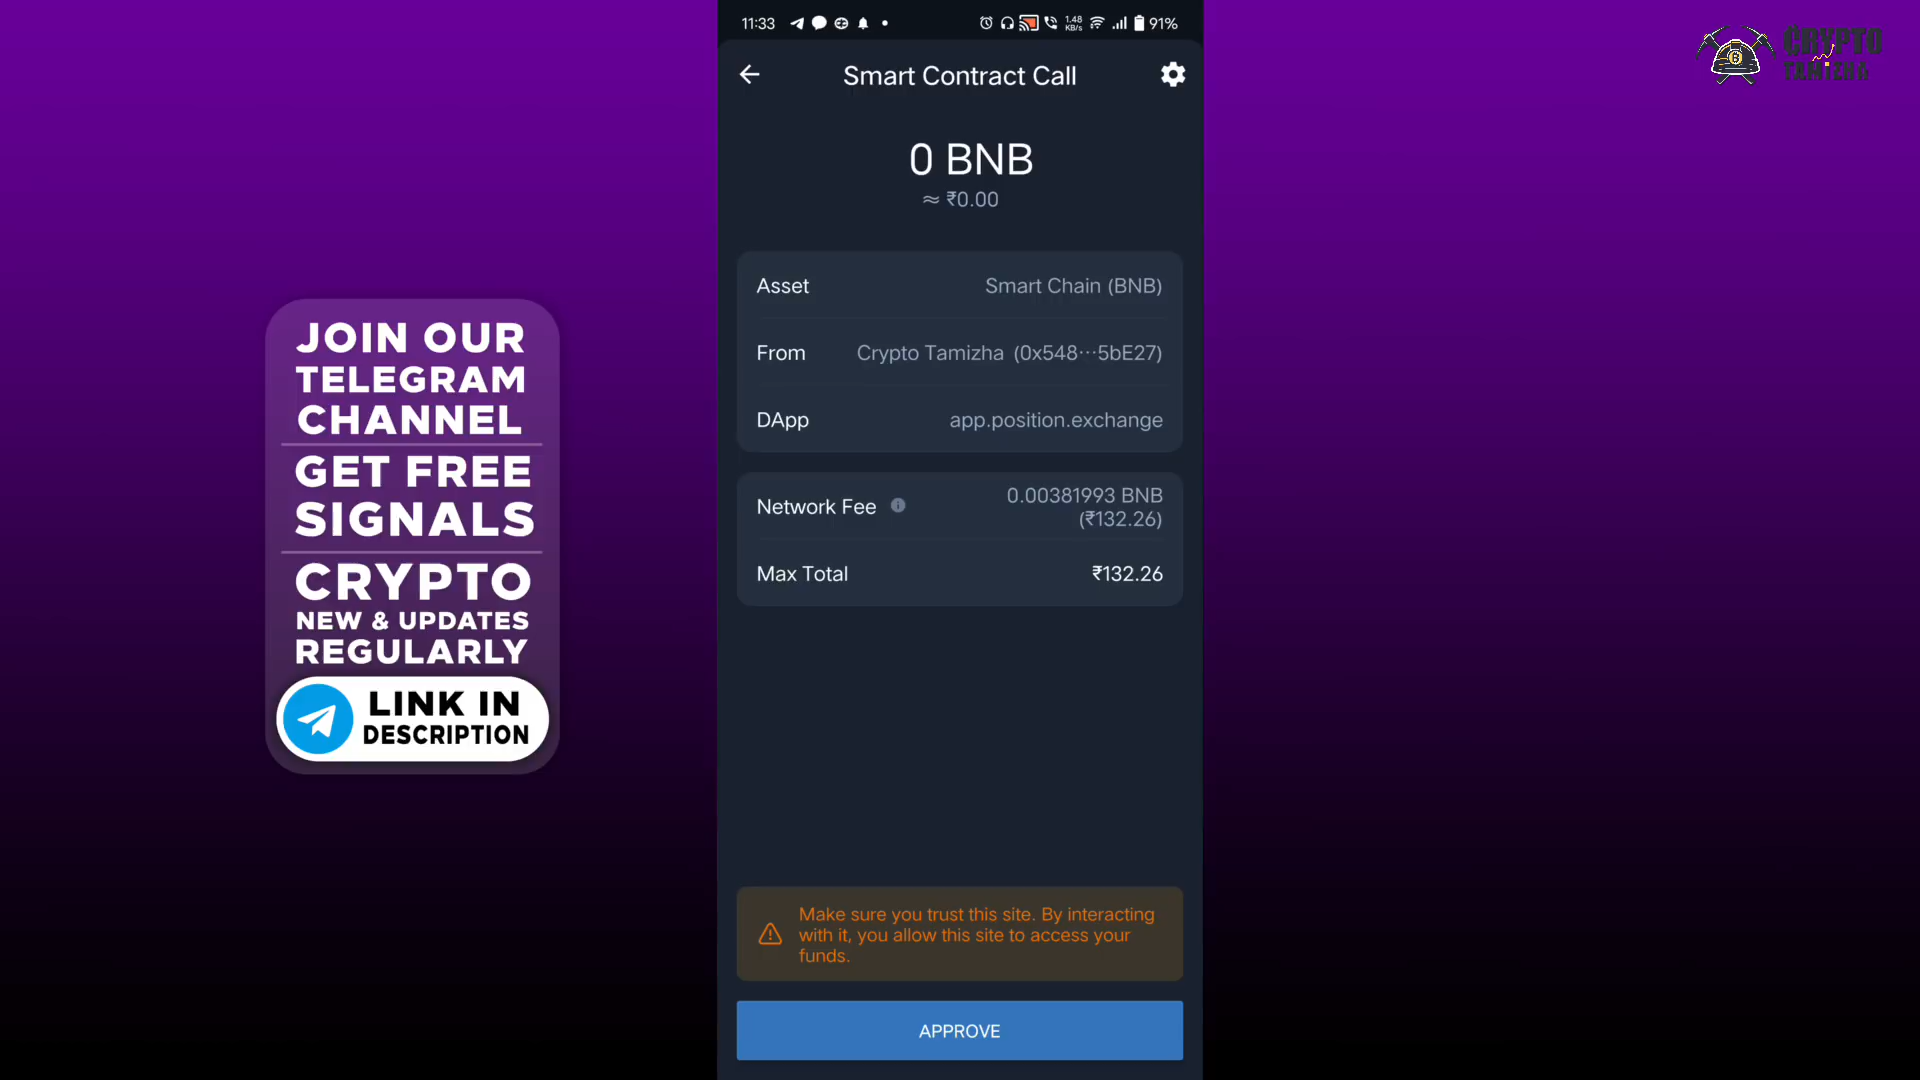 11:33
1.48
KB/s
91%
CRYPTO
TAMIZHA
Smart Contract Call
0 BNB
≈ ₹0.00
Asset
Smart Chain (BNB)
From
Crypto Tamizha (0x548···5bE27)
DApp
app.position.exchange
Network Fee
0.00381993 BNB
(₹132.26)
Max Total
₹132.26
Make sure you trust this site. By interacting
with it, you allow this site to access your
funds.
APPROVE
JOIN OUR
TELEGRAM
CHANNEL
GET FREE
SIGNALS
CRYPTO
NEW & UPDATES
REGULARLY
LINK IN
DESCRIPTION